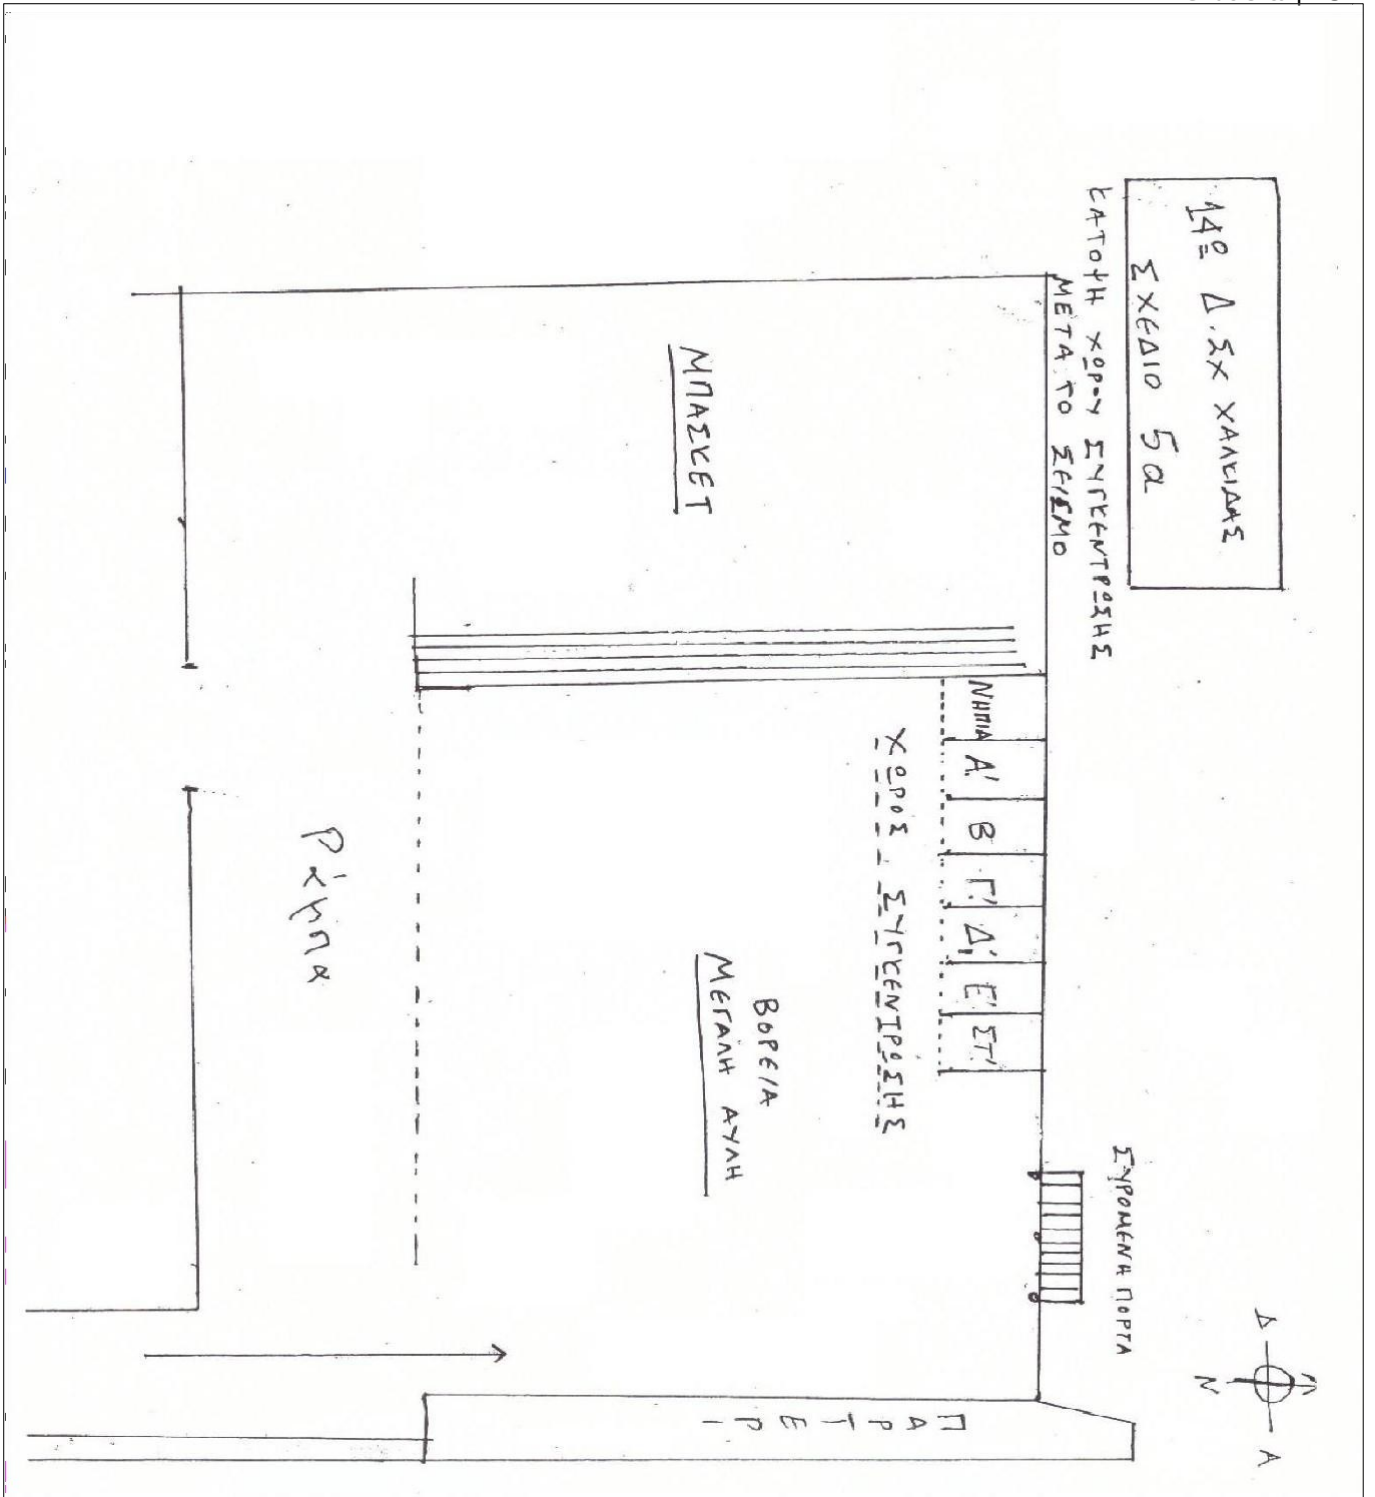 14º Δ.ΣΧ ΧΑΛΚΙΔΑΣ
ΣΧΕΔΙΟ 5α
ΚΑΤΟΨΗ ΧΩΡΟΥ ΣΥΓΚΕΝΤΡΩΣΗΣ
ΜΕΤΑ ΤΟ ΣΕΙΣΜΟ
ΜΠΑΣΚΕΤ
ΝΗΠΙΑ
Α'
Β
Γ'
Δ'
Ε'
ΣΤ'
ΧΩΡΟΣ ΣΥΓΚΕΝΤΡΩΣΗΣ
ΒΟΡΕΙΑ
ΜΕΓΑΛΗ ΑΥΛΗ
Ράμπα
ΣΥΡΟΜΕΝΗ ΠΟΡΤΑ
ΠΑΡΤΕΡΙ
Δ
Α
Ν